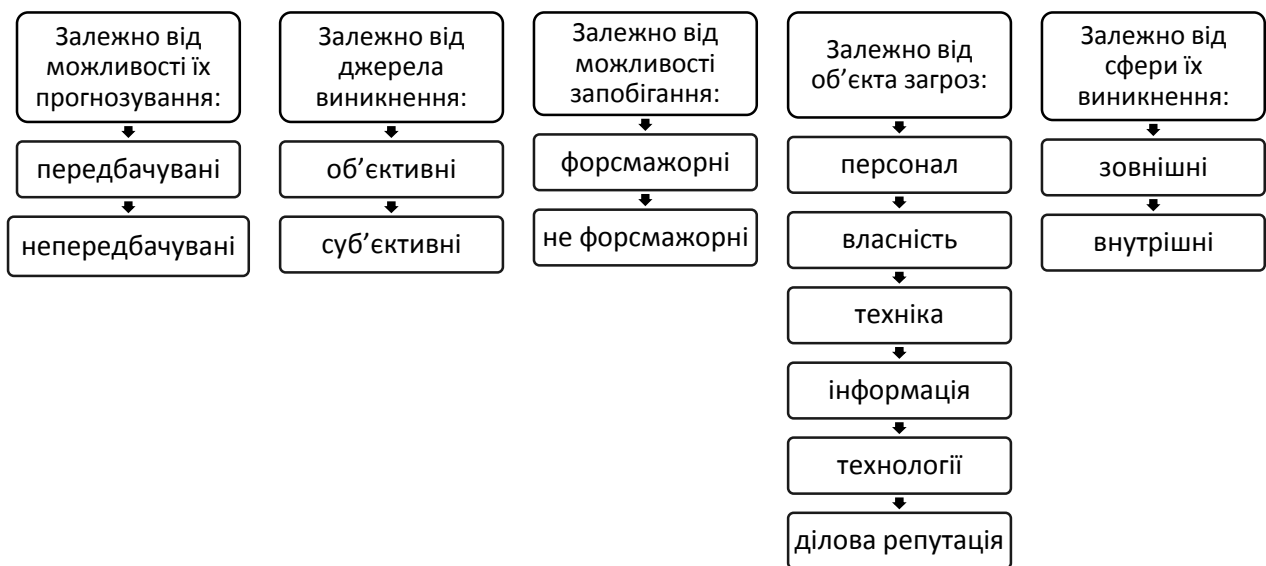 Залежно від
можливості їх
прогнозування:
передбачувані
непередбачувані
Залежно від
джерела
виникнення:
об’єктивні
суб’єктивні
Залежно від
можливості
запобігання:
форсмажорні
не форсмажорні
Залежно від
об’єкта загроз:
персонал
власність
техніка
інформація
технології
ділова репутація
Залежно від
сфери їх
виникнення:
зовнішні
внутрішні